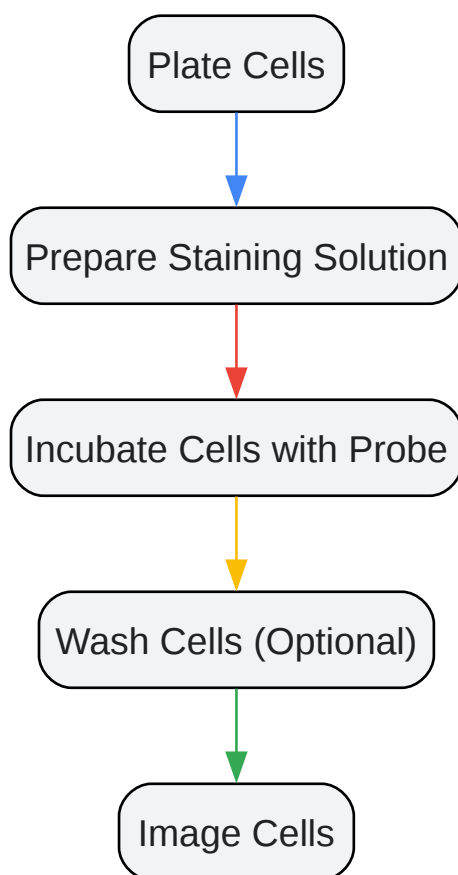 Plate Cells
Prepare Staining Solution
Incubate Cells with Probe
Wash Cells (Optional)
Image Cells